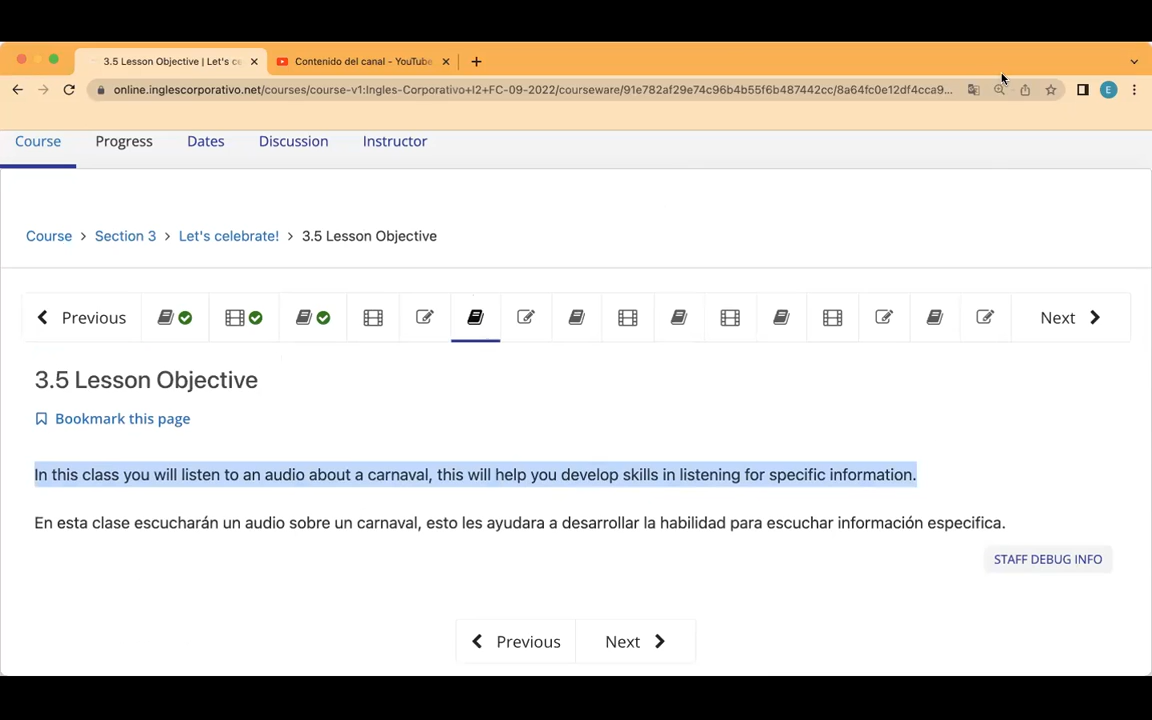 3.5 Lesson Objective | Let's ce
Contenido del canal - YouTube
online.inglescorporativo.net/courses/course-v1:Ingles-Corporativo+I2+FC-09-2022/courseware/91e782af29e74c96b4b55f6b487442cc/8a64fc0e12df4cca9...
E
Course Progress Dates Discussion Instructor
Course > Section 3 > Let's celebrate! > 3.5 Lesson Objective
Previous
Next
3.5 Lesson Objective
Bookmark this page
In this class you will listen to an audio about a carnaval, this will help you develop skills in listening for specific information.
En esta clase escucharán un audio sobre un carnaval, esto les ayudara a desarrollar la habilidad para escuchar información especifica.
STAFF DEBUG INFO
Previous Next